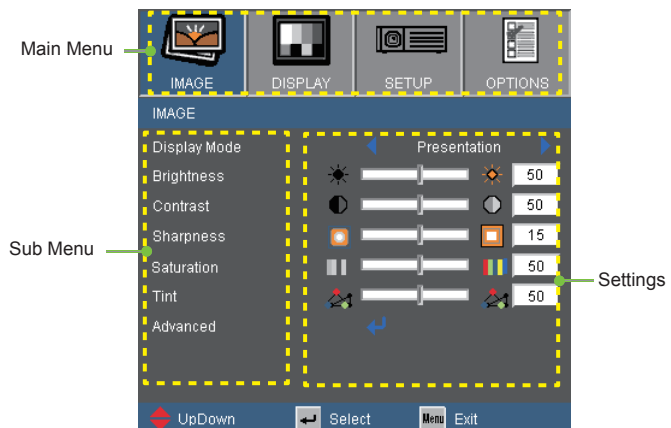 Main Menu
IMAGE DISPLAY SETUP OPTIONS
IMAGE
Display Mode Presentation
Brightness 50
Contrast 50
Sharpness 15
Sub Menu
Saturation 50
Settings
Tint 50
Advanced
UpDown Select Menu Exit